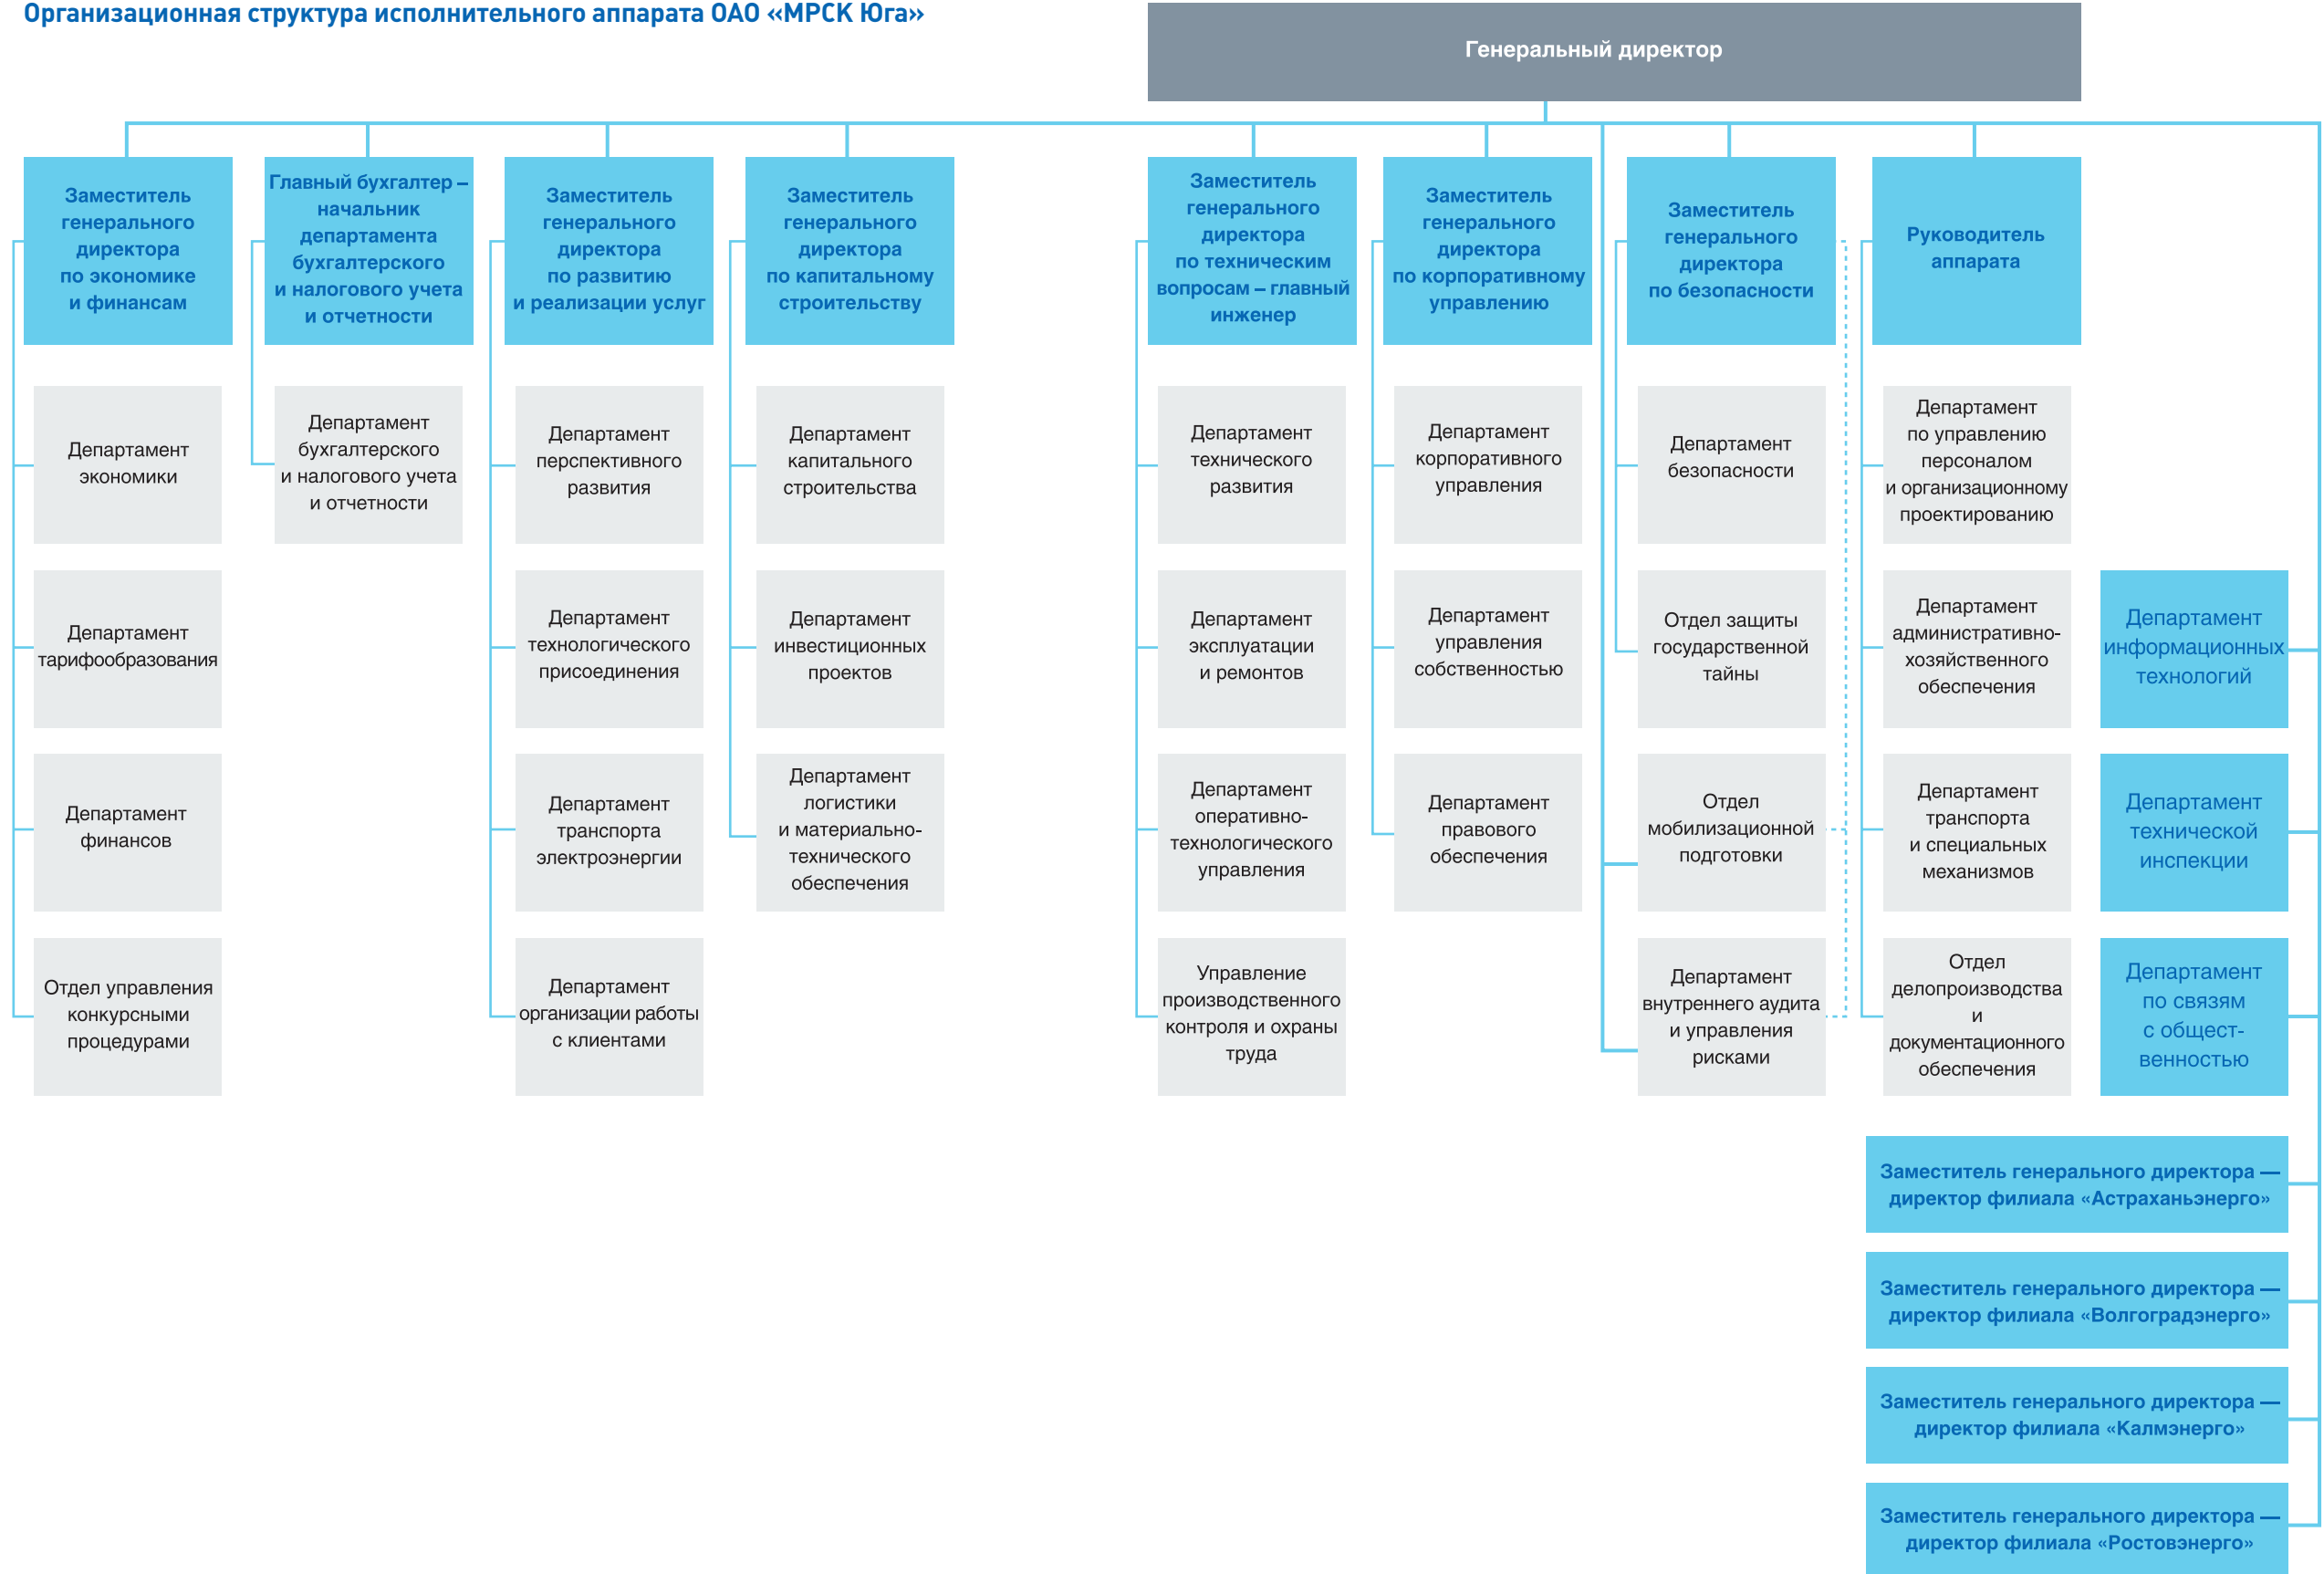 Организационная структура исполнительного аппарата ОАО «МРСК Юга»
Генеральный директор
Заместитель
генерального
директора
по экономике
и финансам
Главный бухгалтер –
начальник
департамента
бухгалтерского
и налогового учета
и отчетности
Заместитель
генерального
директора
по развитию
и реализации услуг
Заместитель
генерального
директора
по капитальному
строительству
Заместитель
генерального
директора
по техническим
вопросам – главный
инженер
Заместитель
генерального
директора
по корпоративному
управлению
Заместитель
генерального
директора
по безопасности
Руководитель
аппарата
Департамент
экономики
Департамент
бухгалтерского
и налогового учета
и отчетности
Департамент
перспективного
развития
Департамент
капитального
строительства
Департамент
технического
развития
Департамент
корпоративного
управления
Департамент
безопасности
Департамент
по управлению
персоналом
и организационному
проектированию
Департамент
тарифообразования
Департамент
технологического
присоединения
Департамент
инвестиционных
проектов
Департамент
эксплуатации
и ремонтов
Департамент
управления
собственностью
Отдел защиты
государственной
тайны
Департамент
административно-
хозяйственного
обеспечения
Департамент
информационных
технологий
Департамент
финансов
Департамент
транспорта
электроэнергии
Департамент
логистики
и материально-
технического
обеспечения
Департамент
оперативно-
технологического
управления
Департамент
правового
обеспечения
Отдел
мобилизационной
подготовки
Департамент
транспорта
и специальных
механизмов
Департамент
технической
инспекции
Отдел управления
конкурсными
процедурами
Департамент
организации работы
с клиентами
Управление
производственного
контроля и охраны
труда
Департамент
внутреннего аудита
и управления
рисками
Отдел
делопроизводства
и
документационного
обеспечения
Департамент
по связям
с общест-
венностью
Заместитель генерального директора —
директор филиала «Астраханьэнерго»
Заместитель генерального директора —
директор филиала «Волгоградэнерго»
Заместитель генерального директора —
директор филиала «Калмэнерго»
Заместитель генерального директора —
директор филиала «Ростовэнерго»